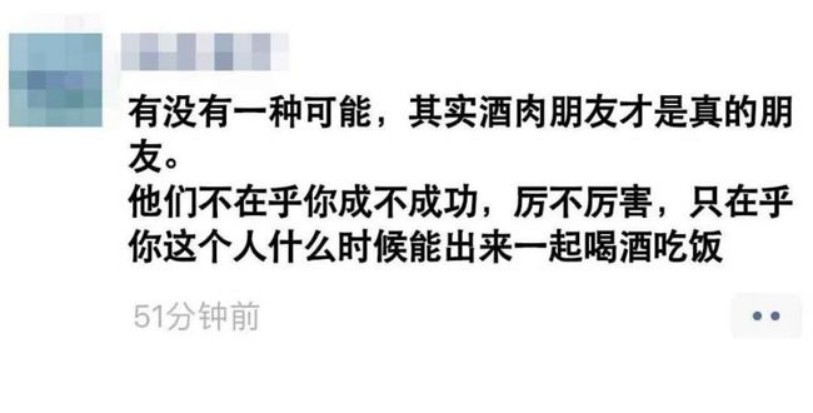 有没有一种可能，其实酒肉朋友才是真的朋
友。
他们不在乎你成不成功，厉不厉害，只在乎
你这个人什么时候能出来一起喝酒吃饭
51分钟前